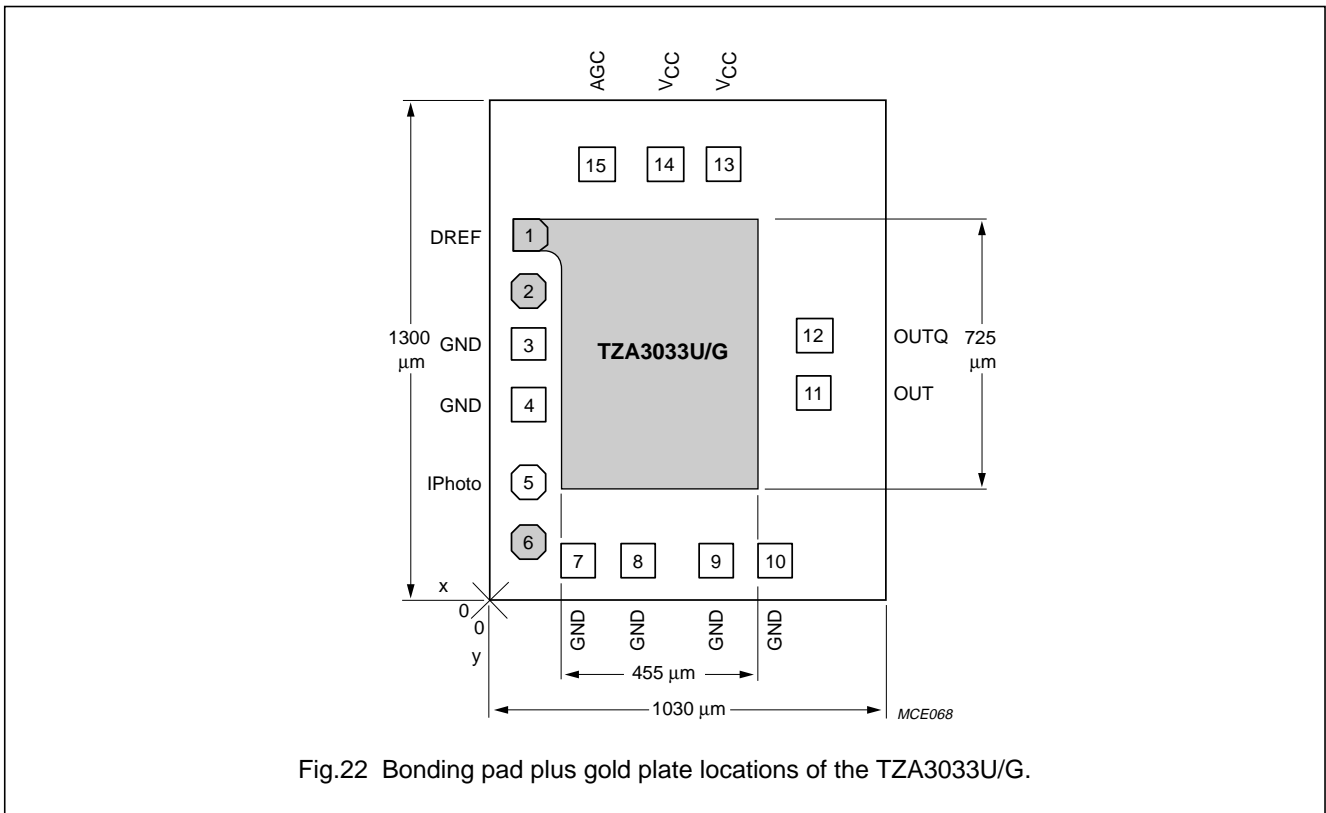 AGC
VCC
VCC
15
14
13
DREF
1
2
1300
µm
GND
3
TZA3033U/G
12
OUTQ
725
µm
GND
4
11
OUT
IPhoto
5
6
7
8
9
10
x
0
0
y
GND
GND
GND
GND
455 µm
1030 µm
MCE068
Fig.22 Bonding pad plus gold plate locations of the TZA3033U/G.